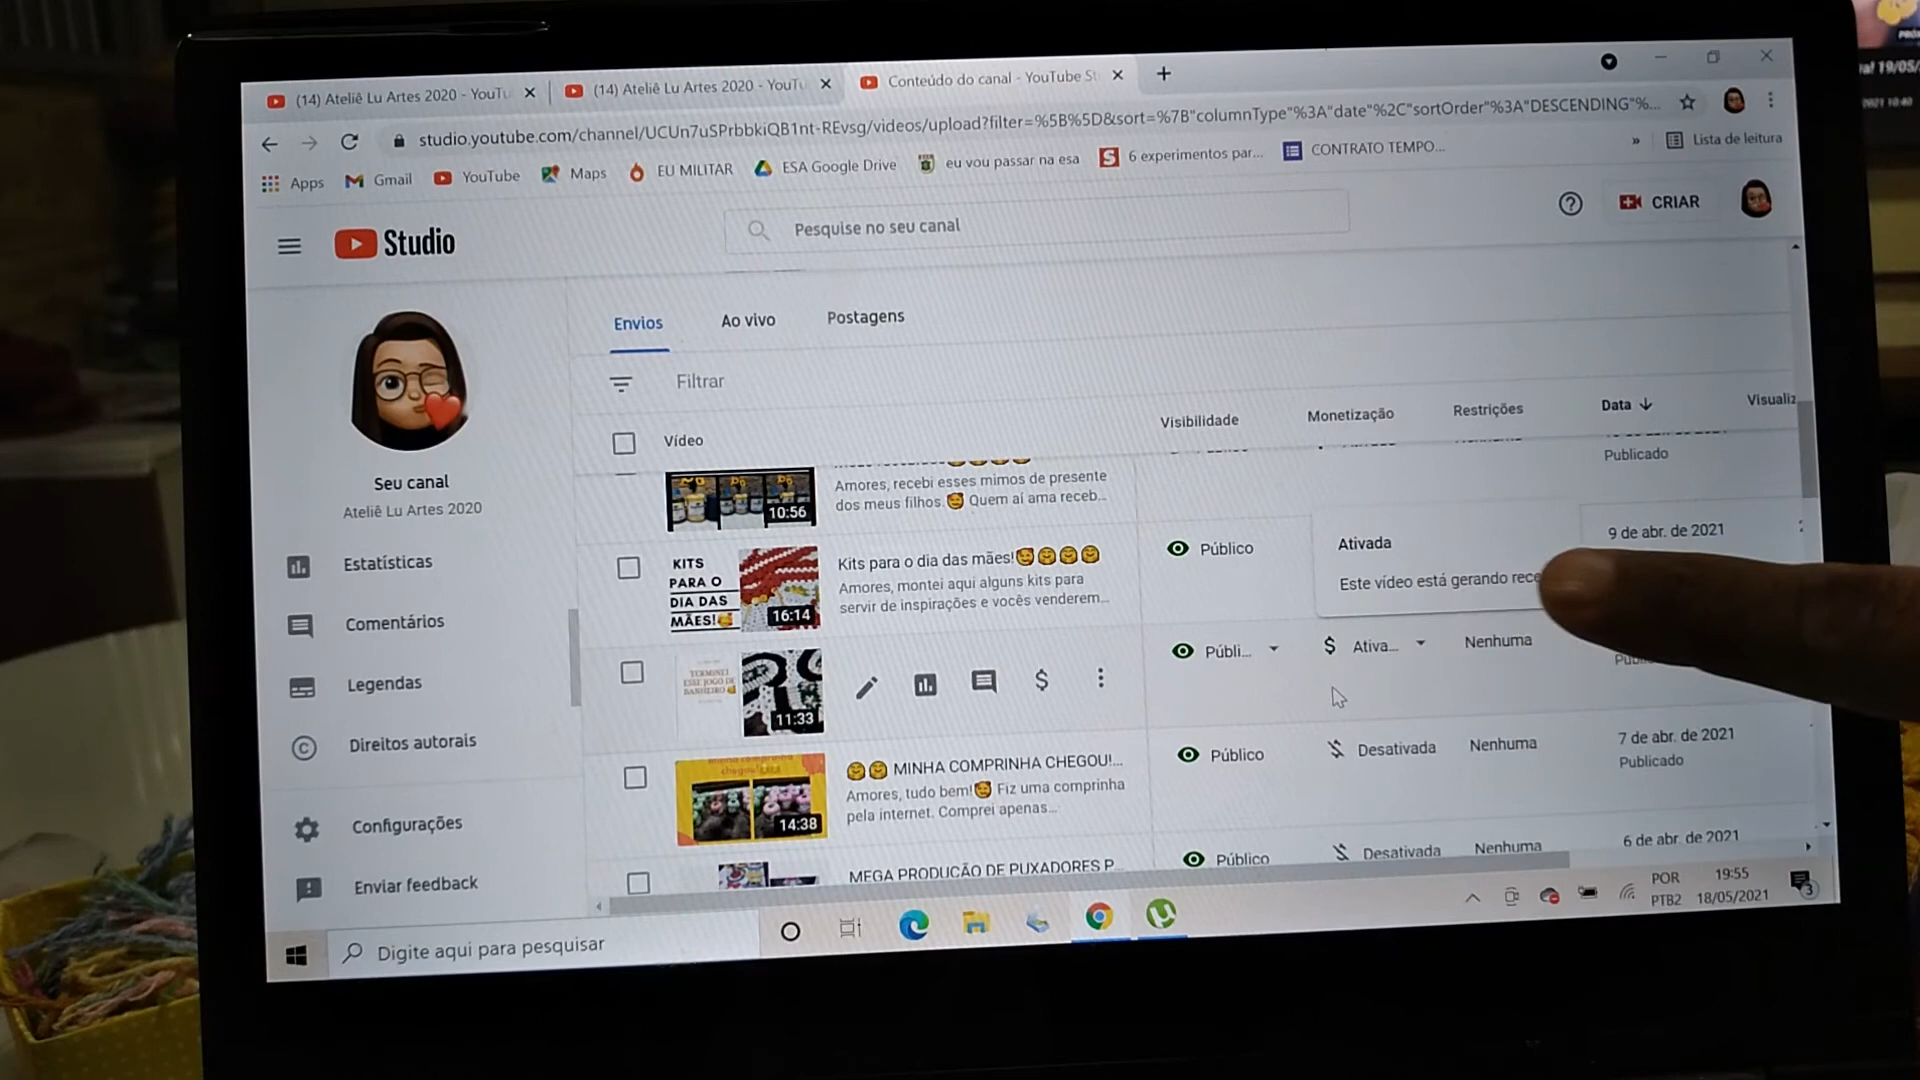 (14) Ateliê Lu Artes 2020 - YouTu
(14) Ateliê Lu Artes 2020 - YouTu
Conteúdo do canal - YouTube St
studio.youtube.com/channel/UCUn7uSPrbbkiQB1nt-REvsg/videos/upload?filter=%5B%5D&sort=%7B"columnType"%3A"date"%2C"sortOrder"%3A"DESCENDING"%...
Apps
Gmail
YouTube
Maps
EU MILITAR
ESA Google Drive
eu vou passar na esa
6 experimentos par...
CONTRATO TEMPO...
»
Lista de leitura
Studio
Pesquise no seu canal
CRIAR
Seu canal
Ateliê Lu Artes 2020
Estatísticas
Comentários
Legendas
Direitos autorais
Configurações
Enviar feedback
Envios
Ao vivo
Postagens
Filtrar
Vídeo
Visibilidade
Monetização
Restrições
Data
Visualiz
10:56
Amores, recebi esses mimos de presente
dos meus filhos.🥰 Quem aí ama receb...
Publicado
KITS
PARA O
DIA DAS
MÃES!🥰
16:14
Kits para o dia das mães!🥰🤗🤗🤗
Amores, montei aqui alguns kits para
servir de inspirações e vocês venderem...
Público
Ativada
Este vídeo está gerando rece
9 de abr. de 2021
TERMINEI
ESSE JOGO DE
BANHEIRO
11:33
Públi...
$ Ativa...
Nenhuma
14:38
🤗🤗 MINHA COMPRINHA CHEGOU!...
Amores, tudo bem!🥰 Fiz uma comprinha
pela internet. Comprei apenas...
Público
Desativada
Nenhuma
7 de abr. de 2021
Publicado
MEGA PRODUÇÃO DE PUXADORES P...
Público
Desativada
Nenhuma
6 de abr. de 2021
Digite aqui para pesquisar
POR
PTB2
19:55
18/05/2021
3